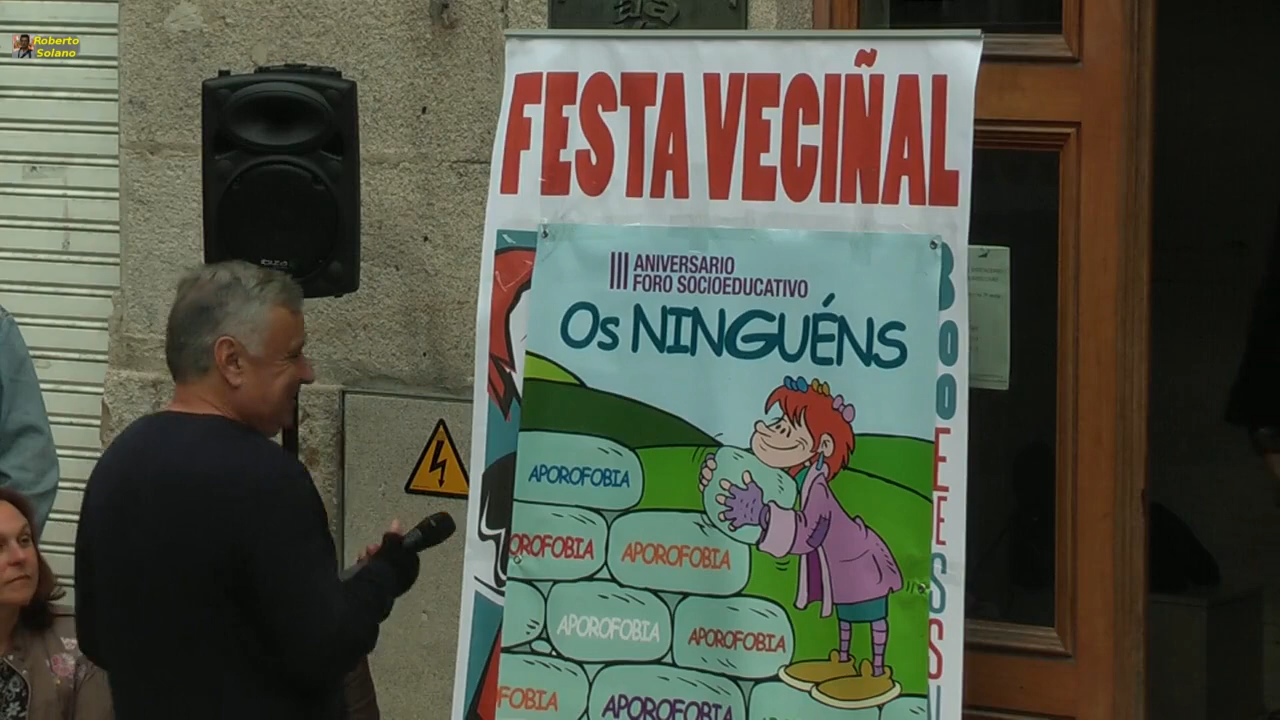 Roberto
Solano
FESTA VECIÑAL
III ANIVERSARIO
FORO SOCIOEDUCATIVO
Os NINGUÉNS
APOROFOBIA
OROFOBIA
APOROFOBIA
APOROFOBIA
APOROFOBIA
FOBIA
APOROFOBIA